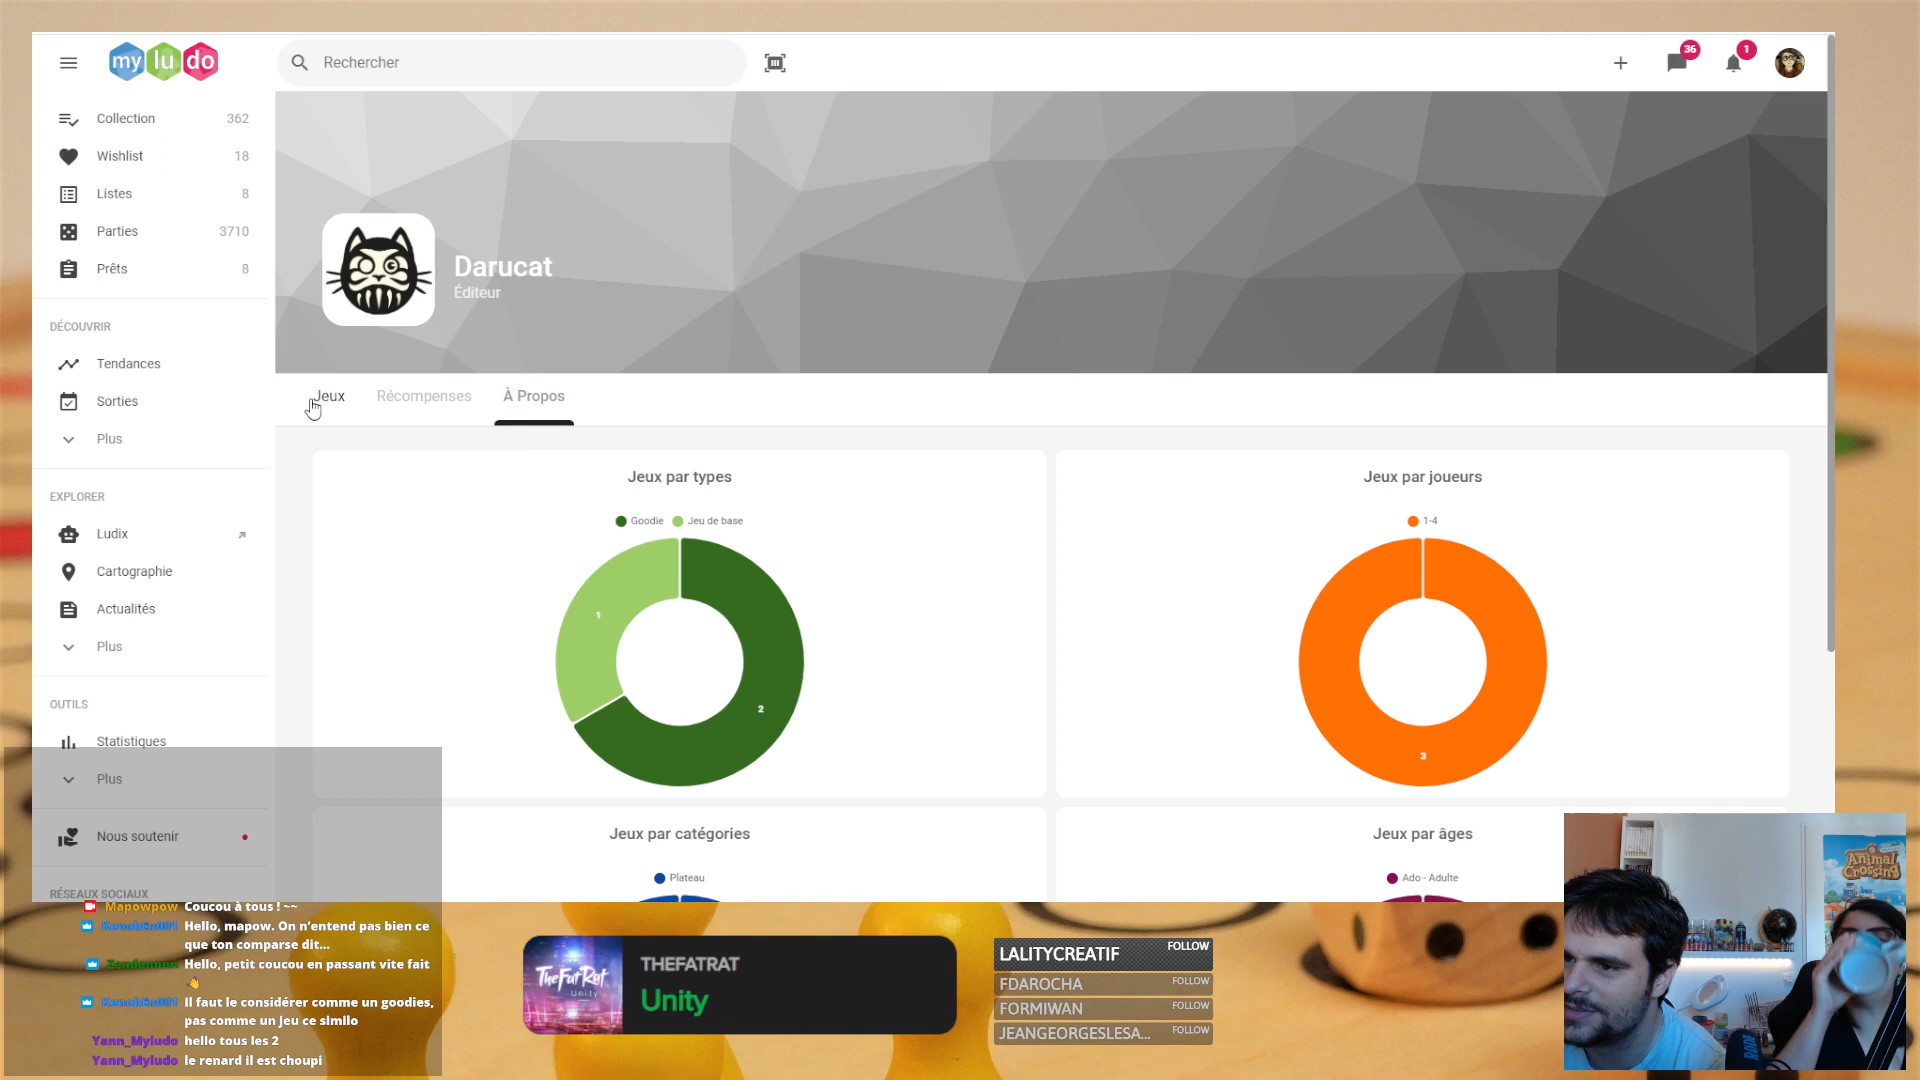 my lu do
Rechercher
36
1
Collection 362
Wishlist 18
Listes 8
Parties 3710
Prêts 8
DÉCOUVRIR
Tendances
Sorties
Plus
EXPLORER
Ludix
Cartographie
Actualités
Plus
OUTILS
Statistiques
Plus
Nous soutenir
RÉSEAUX SOCIAUX
Darucat
Éditeur
Jeux Récompenses À Propos
Jeux par types
Goodie Jeu de base
1
2
Jeux par joueurs
1-4
3
Jeux par catégories
Plateau
Jeux par âges
Ado - Adulte
Mapowpow Coucou à tous ! ~~
Hello, mapow. On n'entend pas bien ce
que ton comparse dit...
Hello, petit coucou en passant vite fait
Il faut le considérer comme un goodies,
pas comme un jeu ce similo
Yann_Myludo hello tous les 2
Yann_Myludo le renard il est choupi
TheFatRat
Unity
THEFATRAT
Unity
LALITYCREATIF FOLLOW
FDAROCHA FOLLOW
FORMIWAN FOLLOW
JEANGEORGESLESA... FOLLOW
Animal
Crossing
RODE